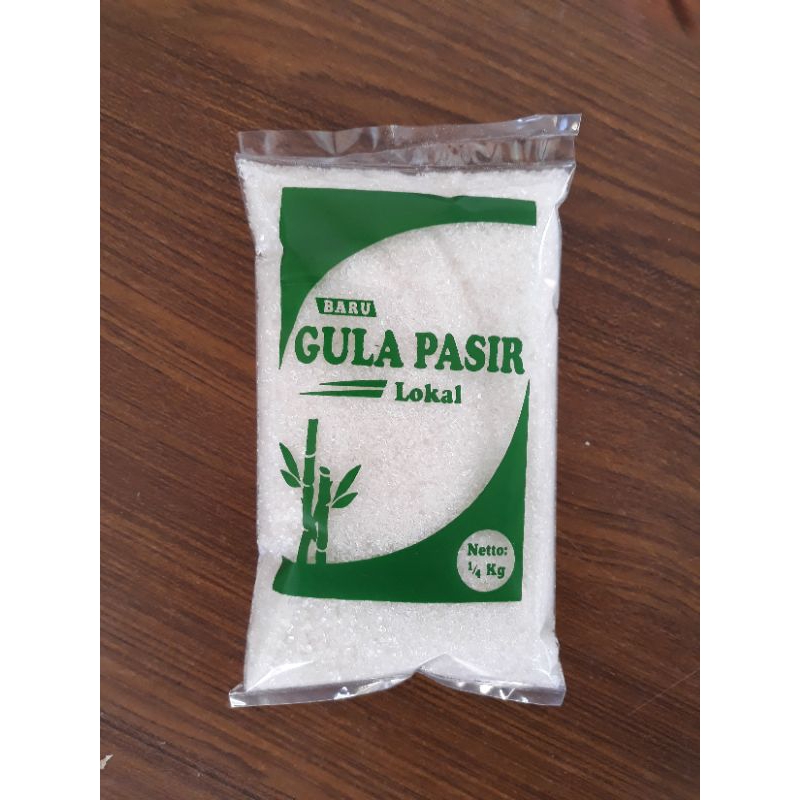 BARU
GULA PASIR
Lokal
Netto:
1/4 Kg